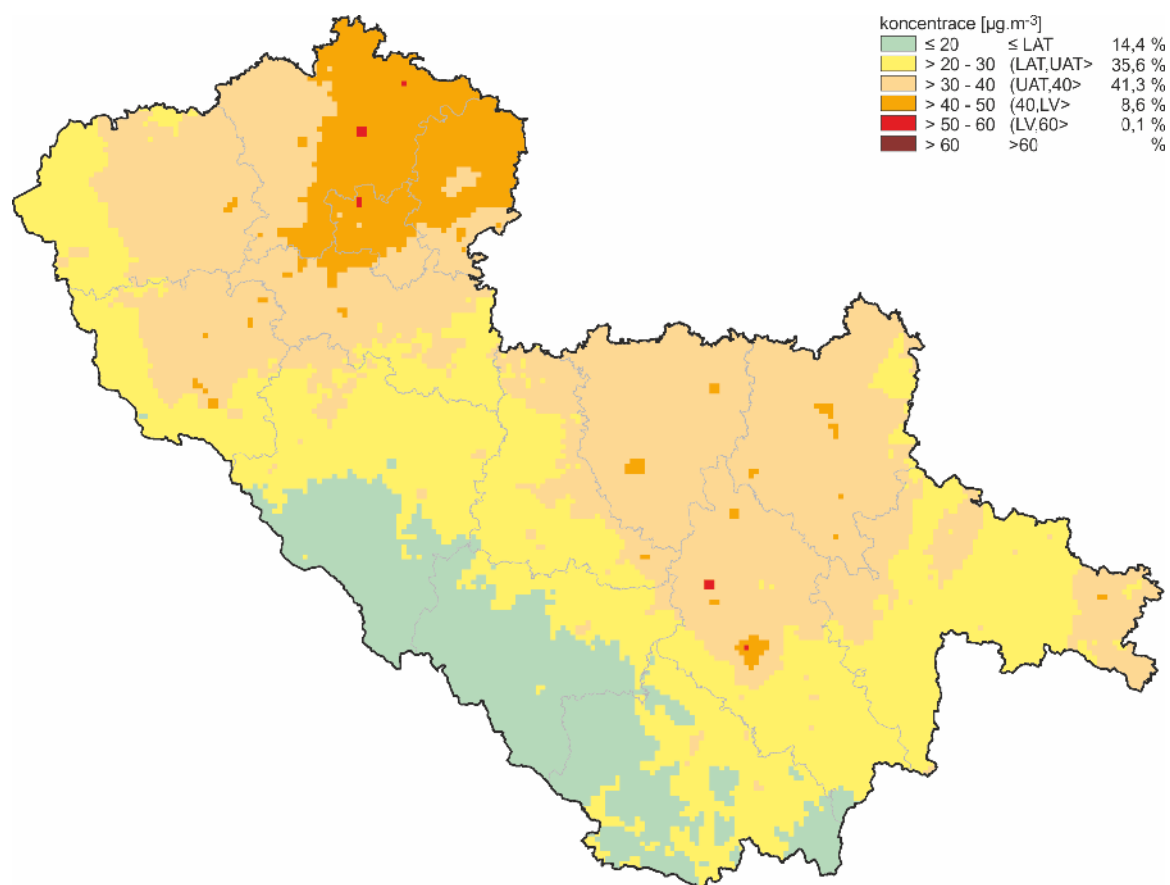 koncentrace [µg.m⁻³]
≤ 20 ≤ LAT 14,4 %
> 20 - 30 (LAT,UAT> 35,6 %
> 30 - 40 (UAT,40> 41,3 %
> 40 - 50 (40,LV> 8,6 %
> 50 - 60 (LV,60> 0,1 %
> 60 >60 %